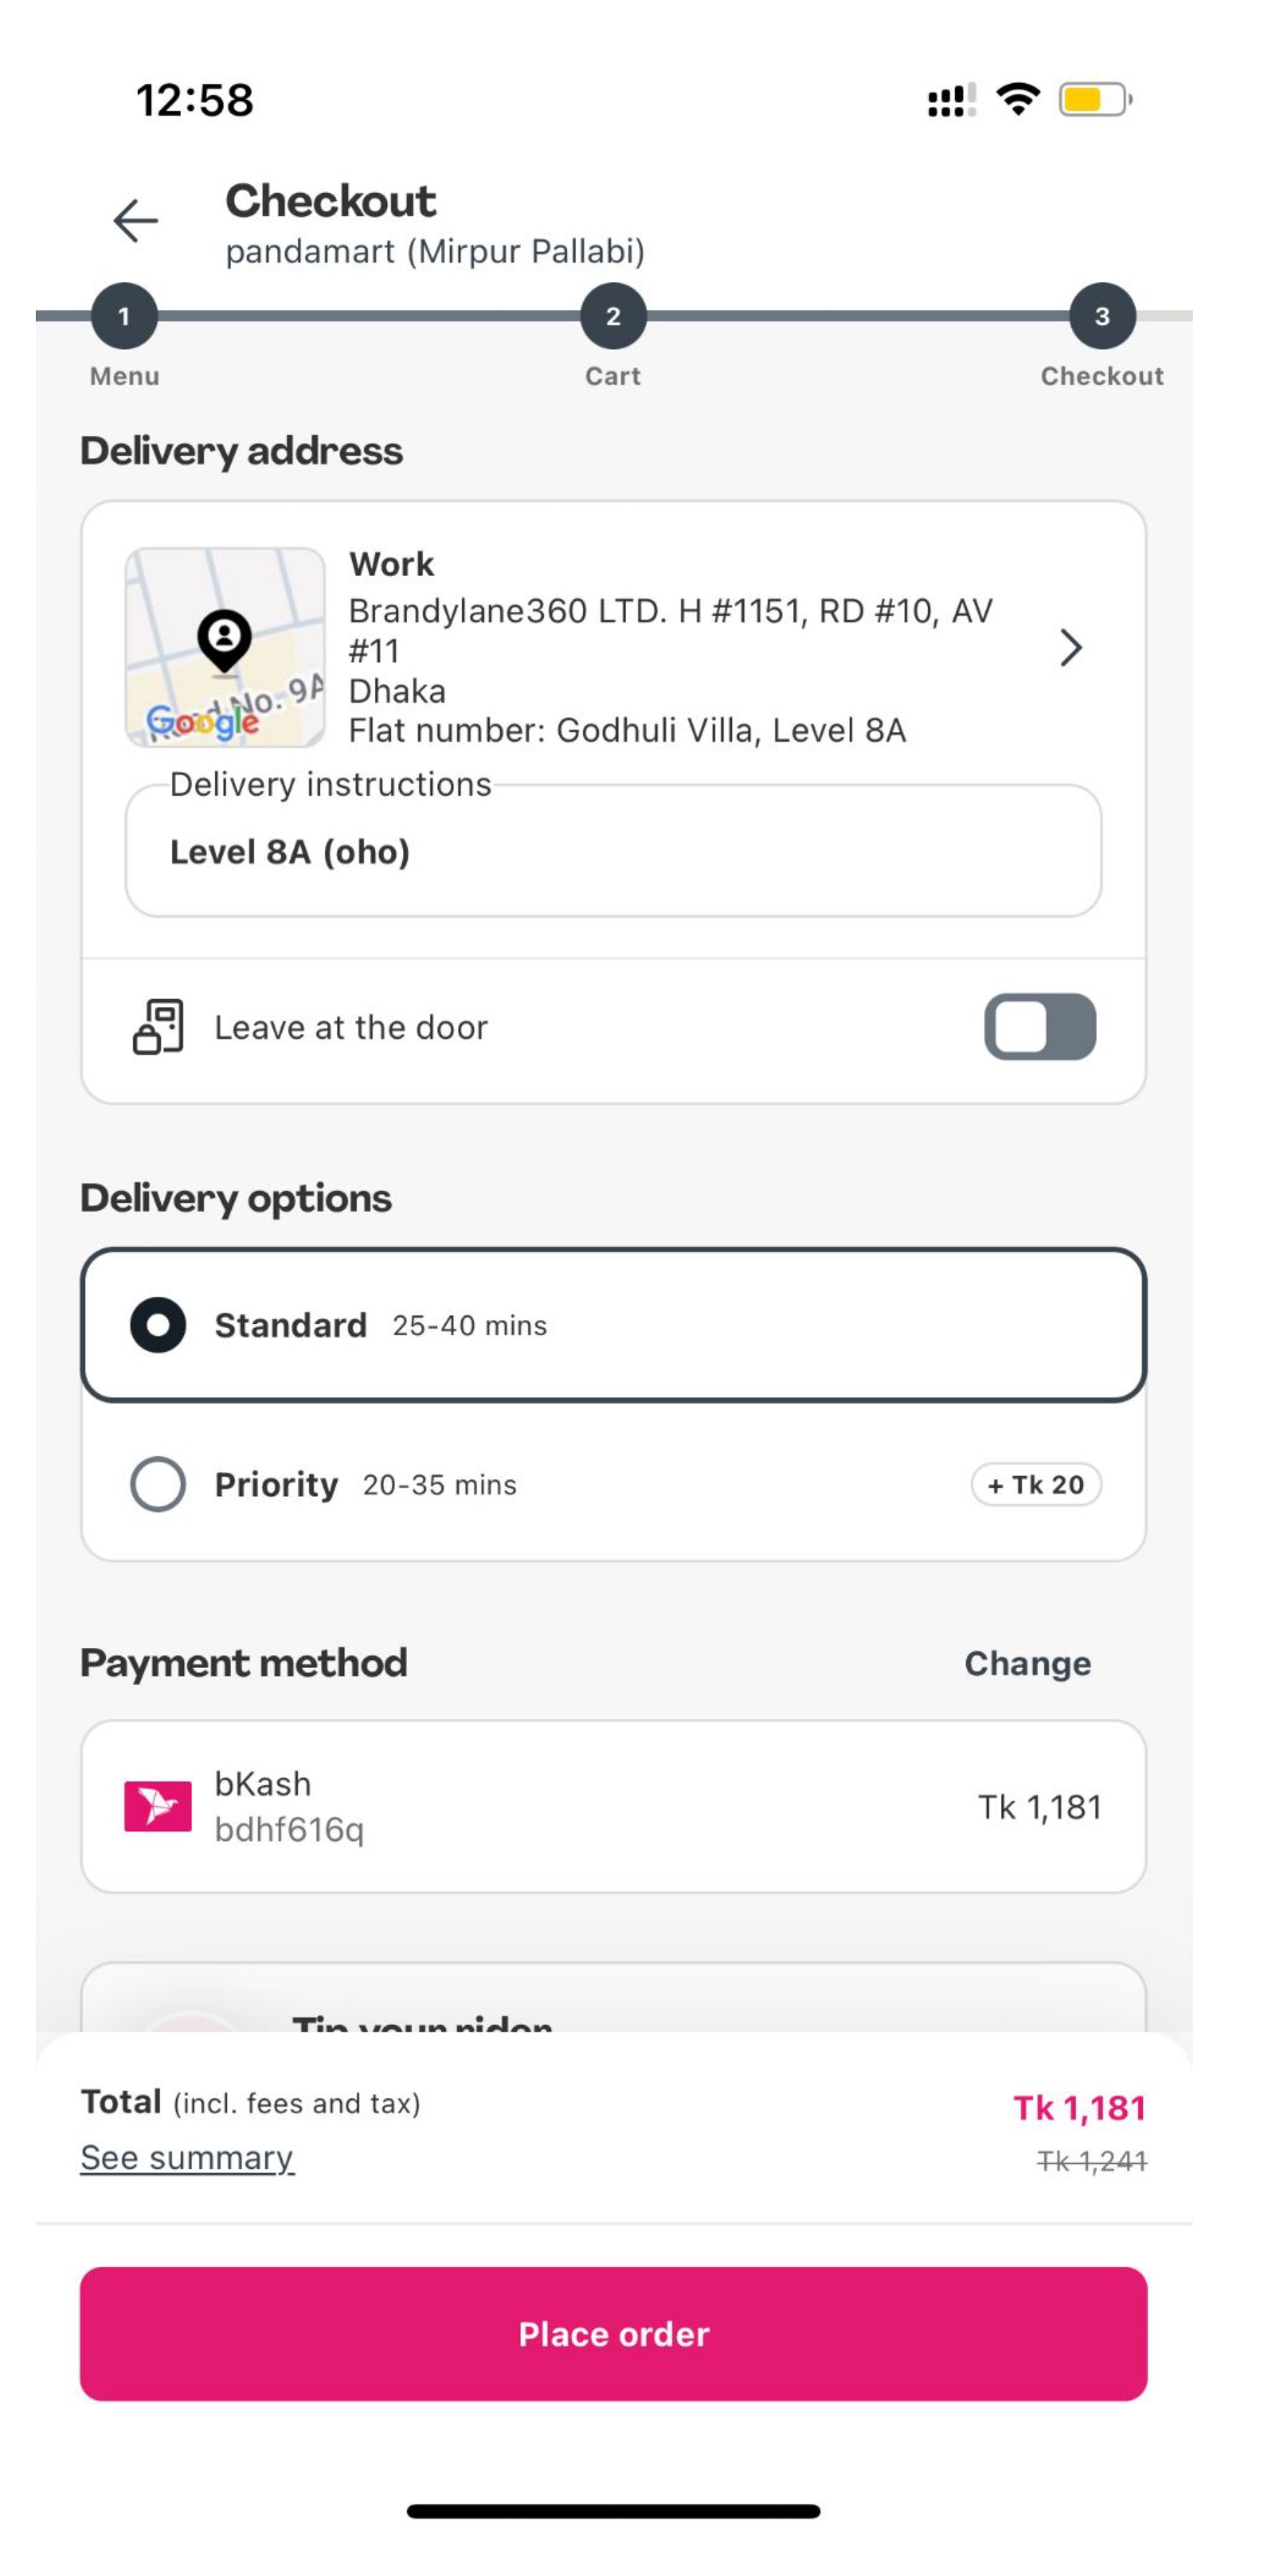 12:58
Checkout
pandamart (Mirpur Pallabi)
1
2
3
Menu
Cart
Checkout
Delivery address
Work
Brandylane360 LTD. H #1151, RD #10, AV
#11
Dhaka
Flat number: Godhuli Villa, Level 8A
No. 9A
Google
Delivery instructions
Level 8A (oho)
Leave at the door
Delivery options
Standard 25-40 mins
Priority 20-35 mins + Tk 20
Payment method Change
bKash
bdhf616q
Tk 1,181
Tip your rider
Total (incl. fees and tax) Tk 1,181
See summary Tk 1,241
Place order